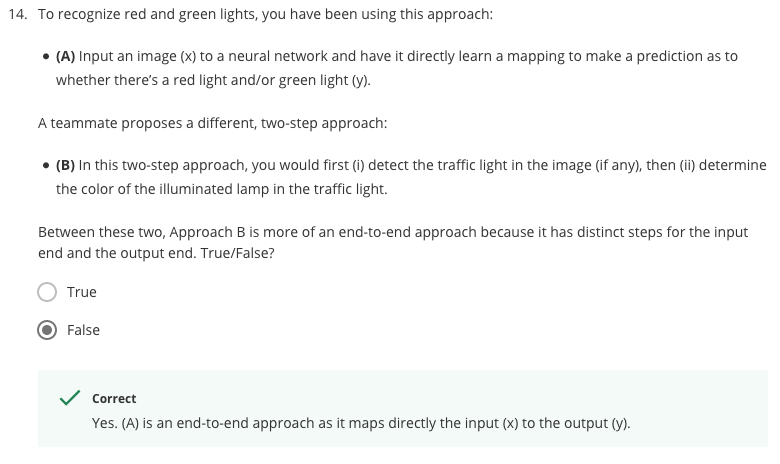 14. To recognize red and green lights, you have been using this approach:
• (A) Input an image (x) to a neural network and have it directly learn a mapping to make a prediction as to
whether there's a red light and/or green light (y).
A teammate proposes a different, two-step approach:
• (B) In this two-step approach, you would first (i) detect the traffic light in the image (if any), then (ii) determine
the color of the illuminated lamp in the traffic light.
Between these two, Approach B is more of an end-to-end approach because it has distinct steps for the input
end and the output end. True/False?
True
False
Correct
Yes. (A) is an end-to-end approach as it maps directly the input (x) to the output (y).